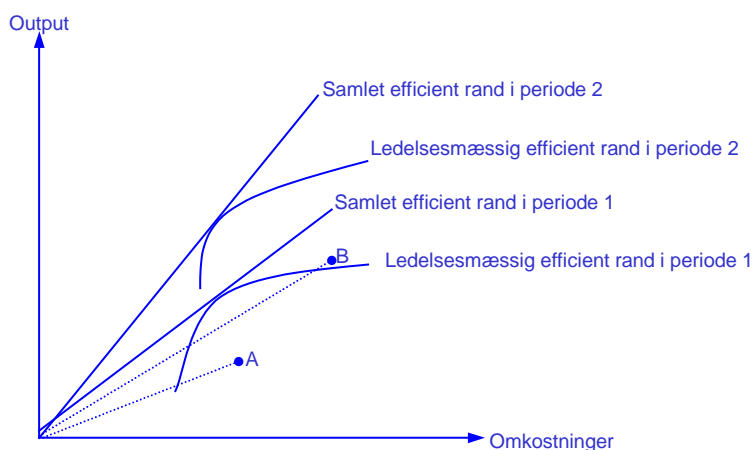 Output
Samlet efficient rand i periode 2
Ledelsesmæssig efficient rand i periode 2
Samlet efficient rand i periode 1
B
Ledelsesmæssig efficient rand i periode 1
A
Omkostninger